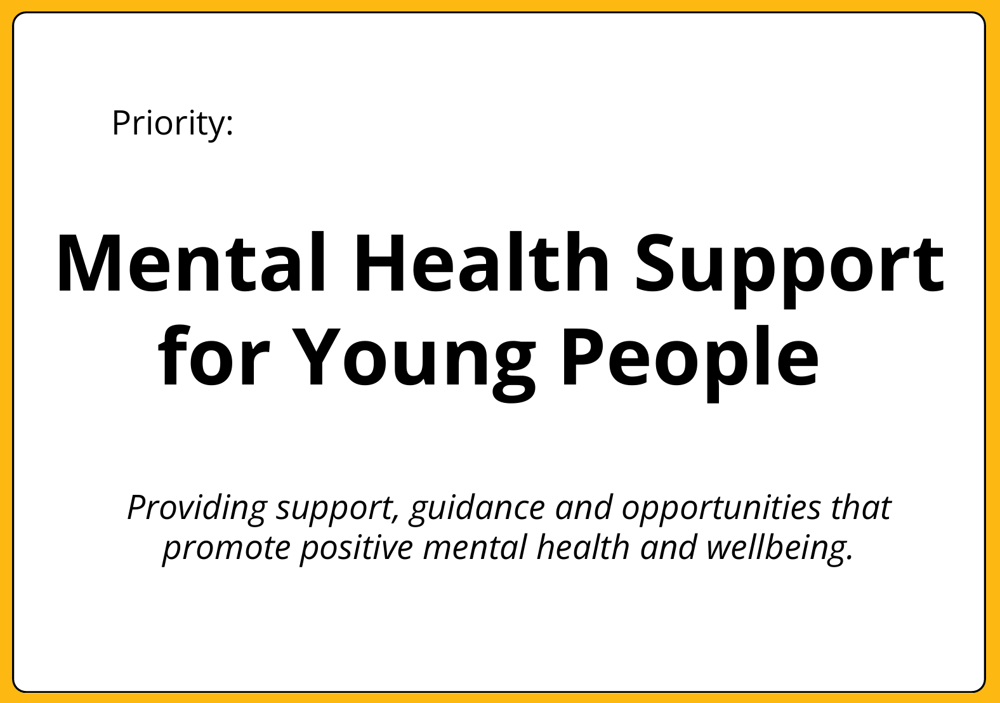 Priority:
Mental Health Support
for Young People
Providing support, guidance and opportunities that
promote positive mental health and wellbeing.